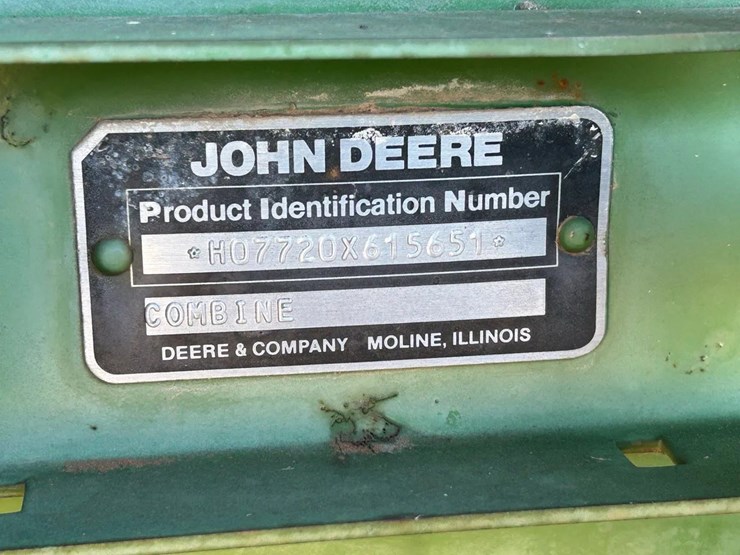 JOHN DEERE
Product Identification Number
*H07720X615651*
COMBINE
DEERE & COMPANY MOLINE, ILLINOIS